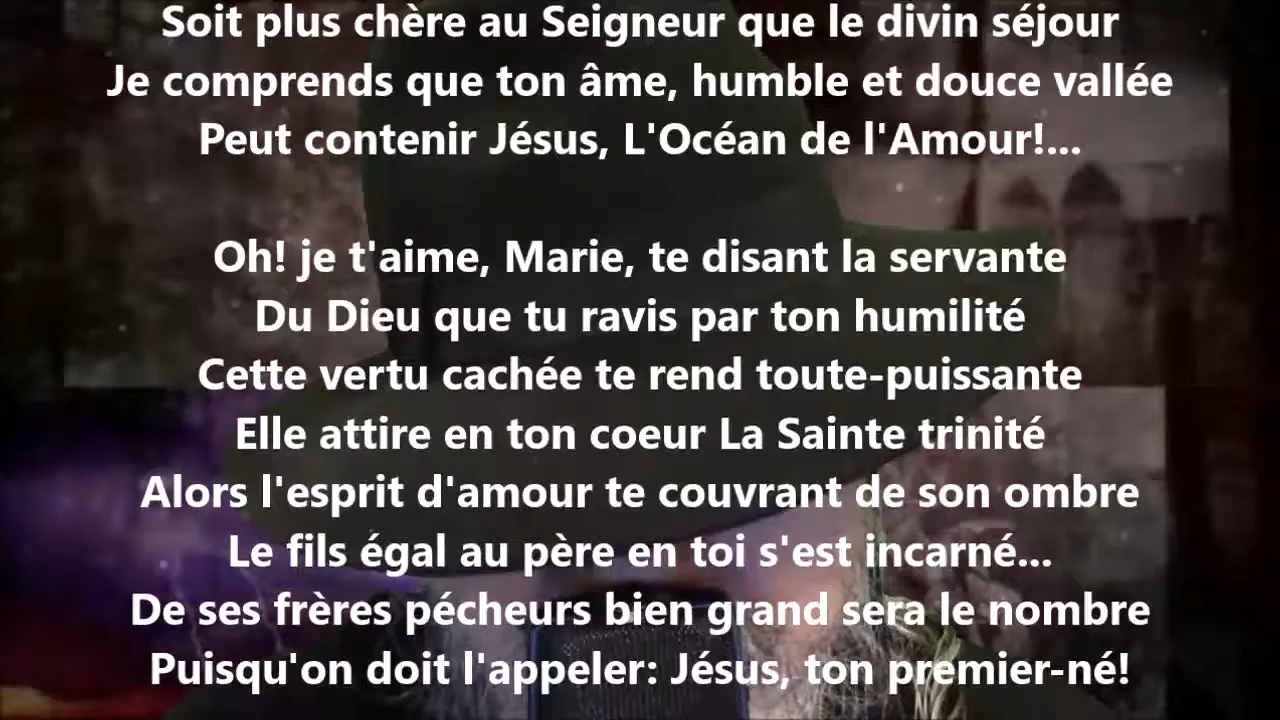 Soit plus chère au Seigneur que le divin séjour
Je comprends que ton âme, humble et douce vallée
Peut contenir Jésus, L'Océan de l'Amour!...
Oh! je t'aime, Marie, te disant la servante
Du Dieu que tu ravis par ton humilité
Cette vertu cachée te rend toute-puissante
Elle attire en ton coeur La Sainte trinité
Alors l'esprit d'amour te couvrant de son ombre
Le fils égal au père en toi s'est incarné...
De ses frères pécheurs bien grand sera le nombre
Puisqu'on doit l'appeler: Jésus, ton premier-né!